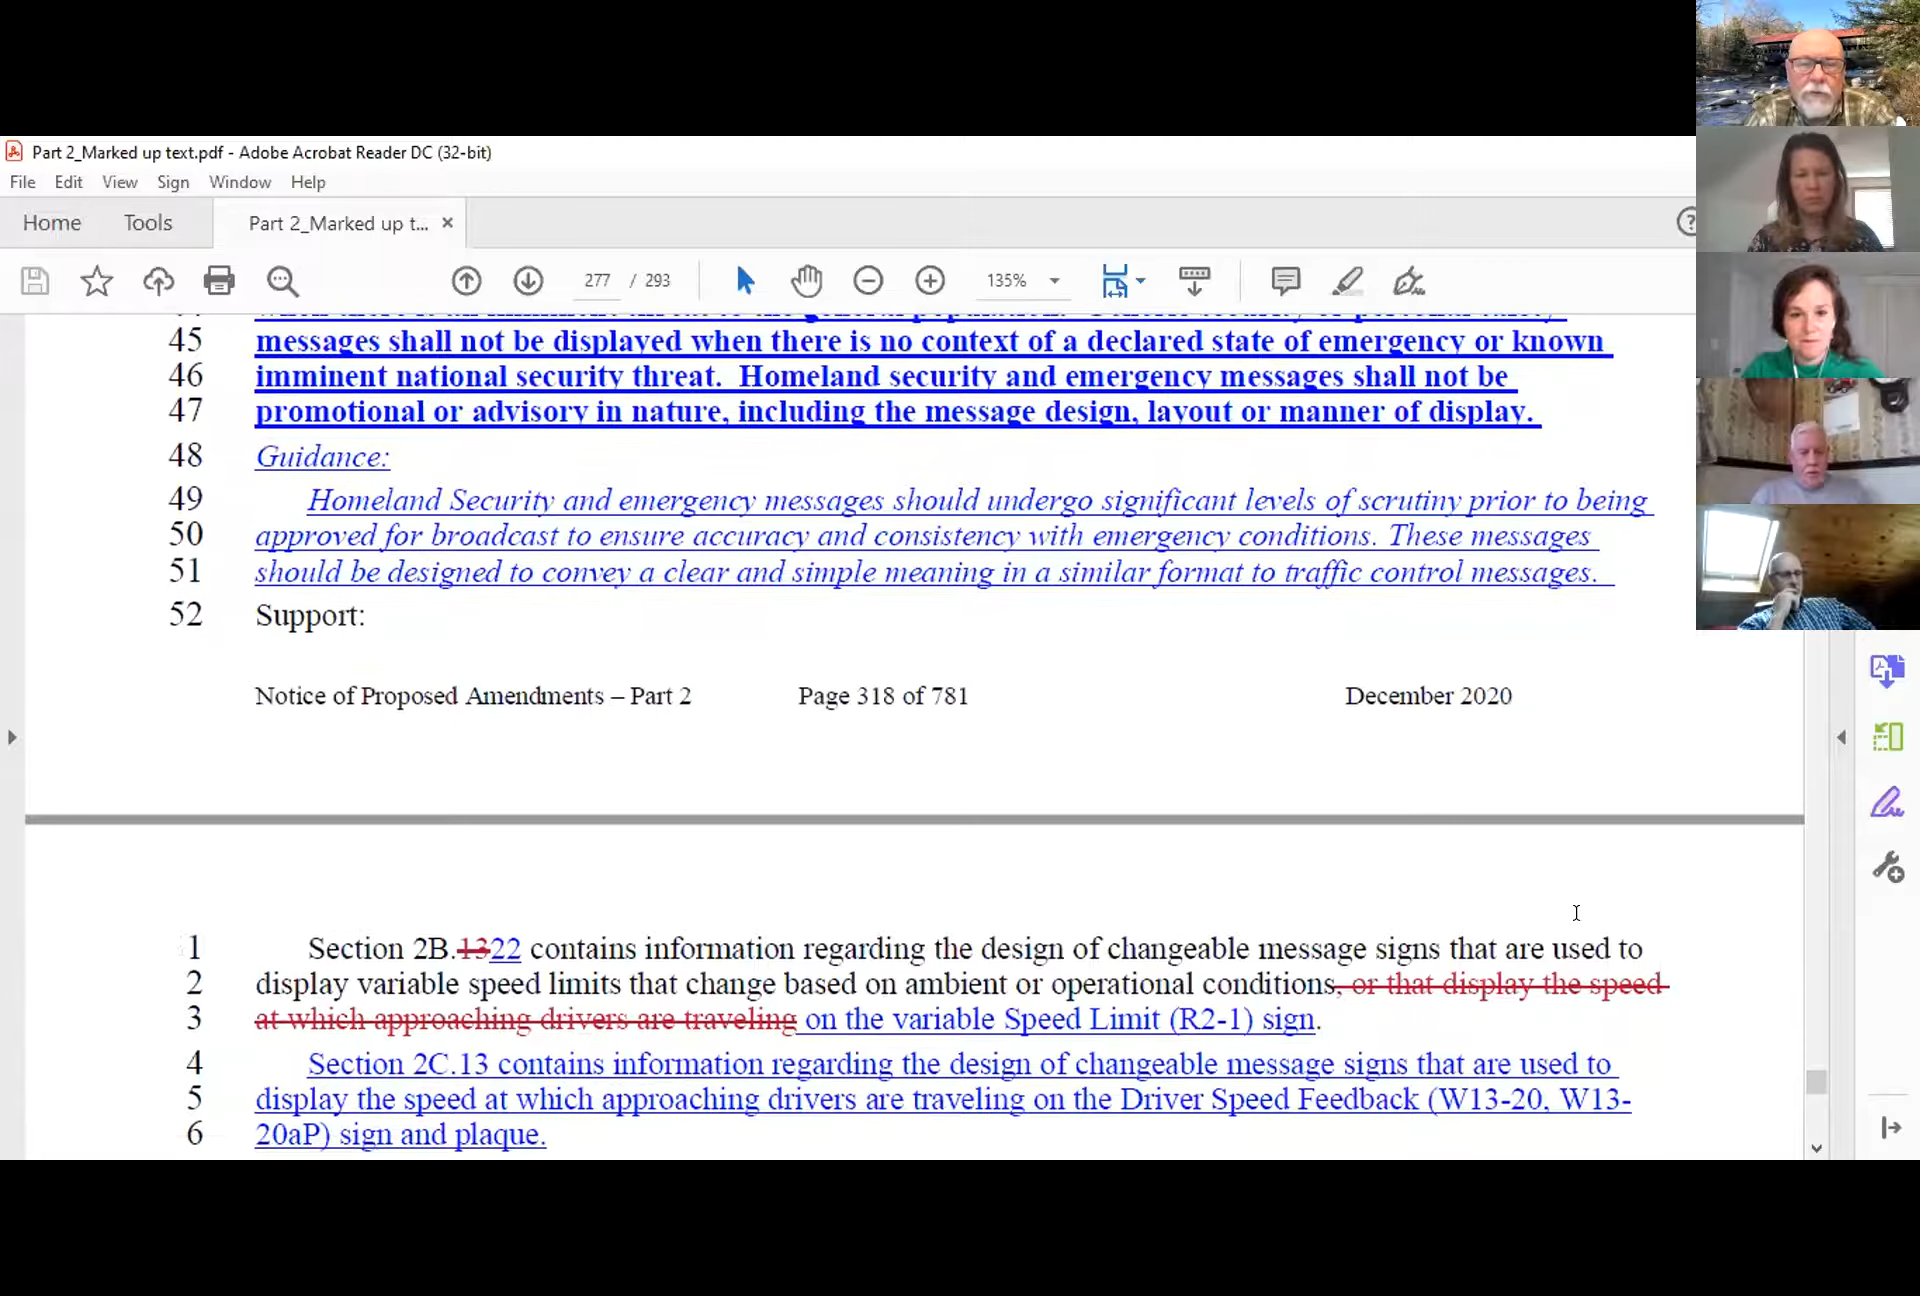 Part 2_Marked up text.pdf - Adobe Acrobat Reader DC (32-bit)
File Edit View Sign Window Help
Home Tools Part 2_Marked up t... ×
277 / 293 135%
45 messages shall not be displayed when there is no context of a declared state of emergency or known
46 imminent national security threat. Homeland security and emergency messages shall not be
47 promotional or advisory in nature, including the message design, layout or manner of display.
48 Guidance:
49 Homeland Security and emergency messages should undergo significant levels of scrutiny prior to being
50 approved for broadcast to ensure accuracy and consistency with emergency conditions. These messages
51 should be designed to convey a clear and simple meaning in a similar format to traffic control messages.
52 Support:
Notice of Proposed Amendments – Part 2 Page 318 of 781 December 2020
1 Section 2B.1322 contains information regarding the design of changeable message signs that are used to
2 display variable speed limits that change based on ambient or operational conditions, or that display the speed
3 at which approaching drivers are traveling on the variable Speed Limit (R2-1) sign.
4 Section 2C.13 contains information regarding the design of changeable message signs that are used to
5 display the speed at which approaching drivers are traveling on the Driver Speed Feedback (W13-20, W13-
6 20aP) sign and plaque.